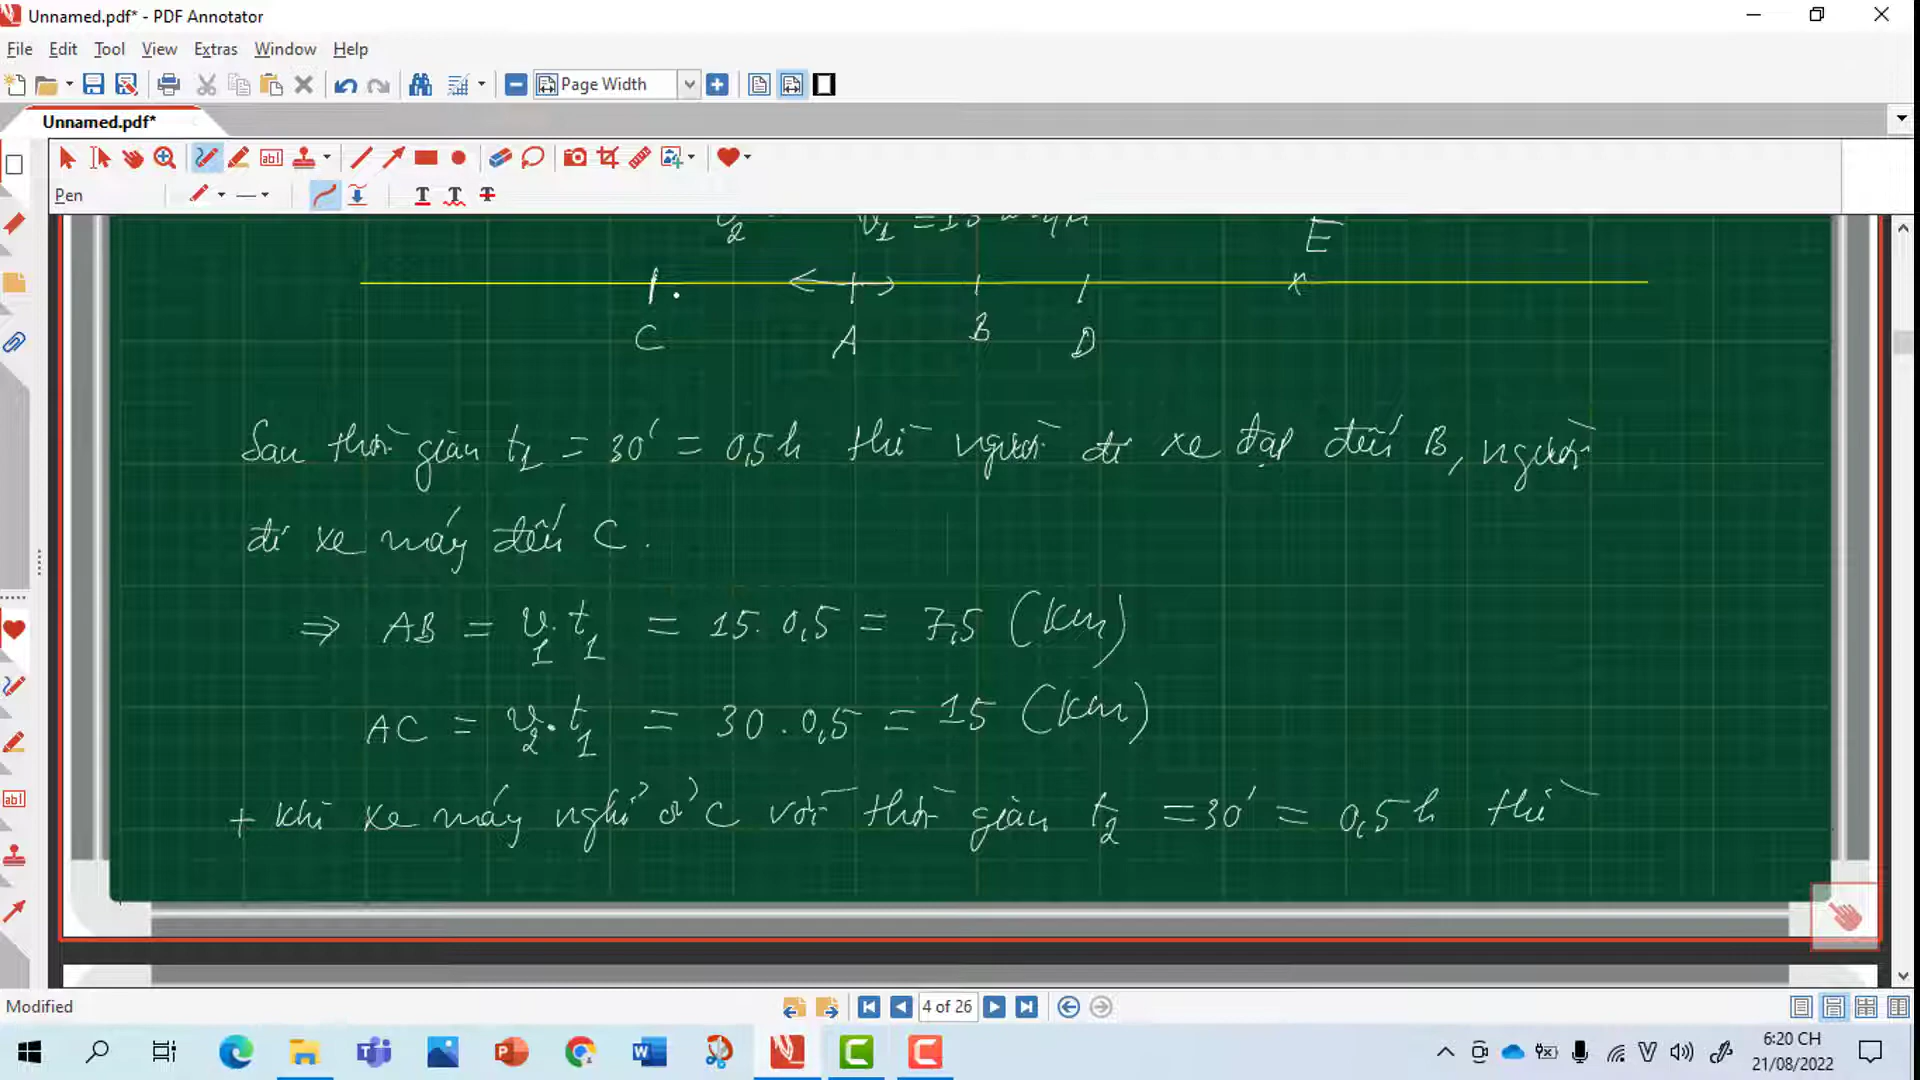 Unnamed.pdf* - PDF Annotator
File Edit Tool View Extras Window Help
Page Width
Unnamed.pdf*
Pen
v2 v1 = 15
E
C A B D
Sau thời gian t1 = 30' = 0,5h thì người đi xe đạp đến B, người
đi xe máy đến C.
⇒ AB = v1.t1 = 15.0,5 = 7,5 (km)
AC = v2.t1 = 30.0,5 = 15 (km)
+ Khi xe máy nghỉ ở C với thời gian t2 = 30' = 0,5h thì
Modified
4 of 26
6:20 CH
21/08/2022